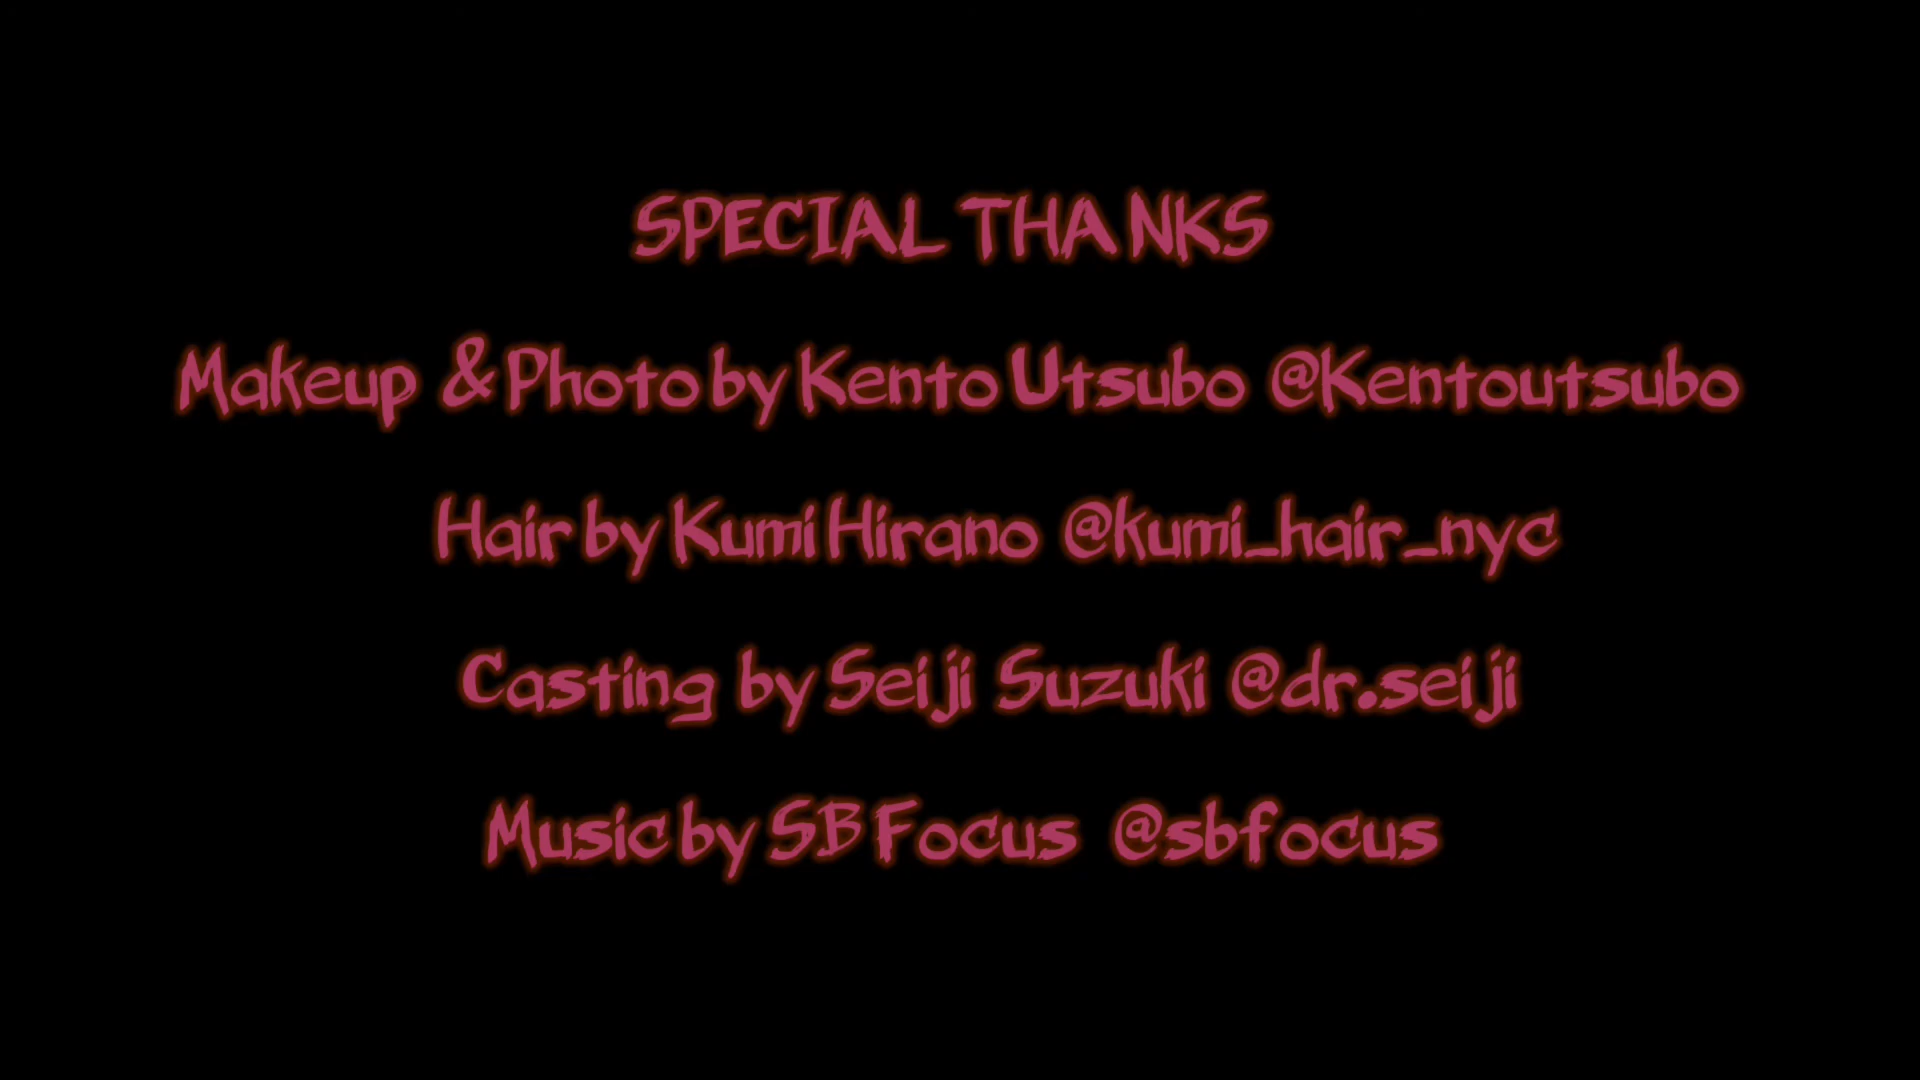 SPECIAL THANKS
Makeup & Photo by Kento Utsubo @Kentoutsubo
Hair by Kumi Hirano @kumi_hair_nyc
Casting by Seiji Suzuki @dr.seiji
Music by SB Focus @sbfocus